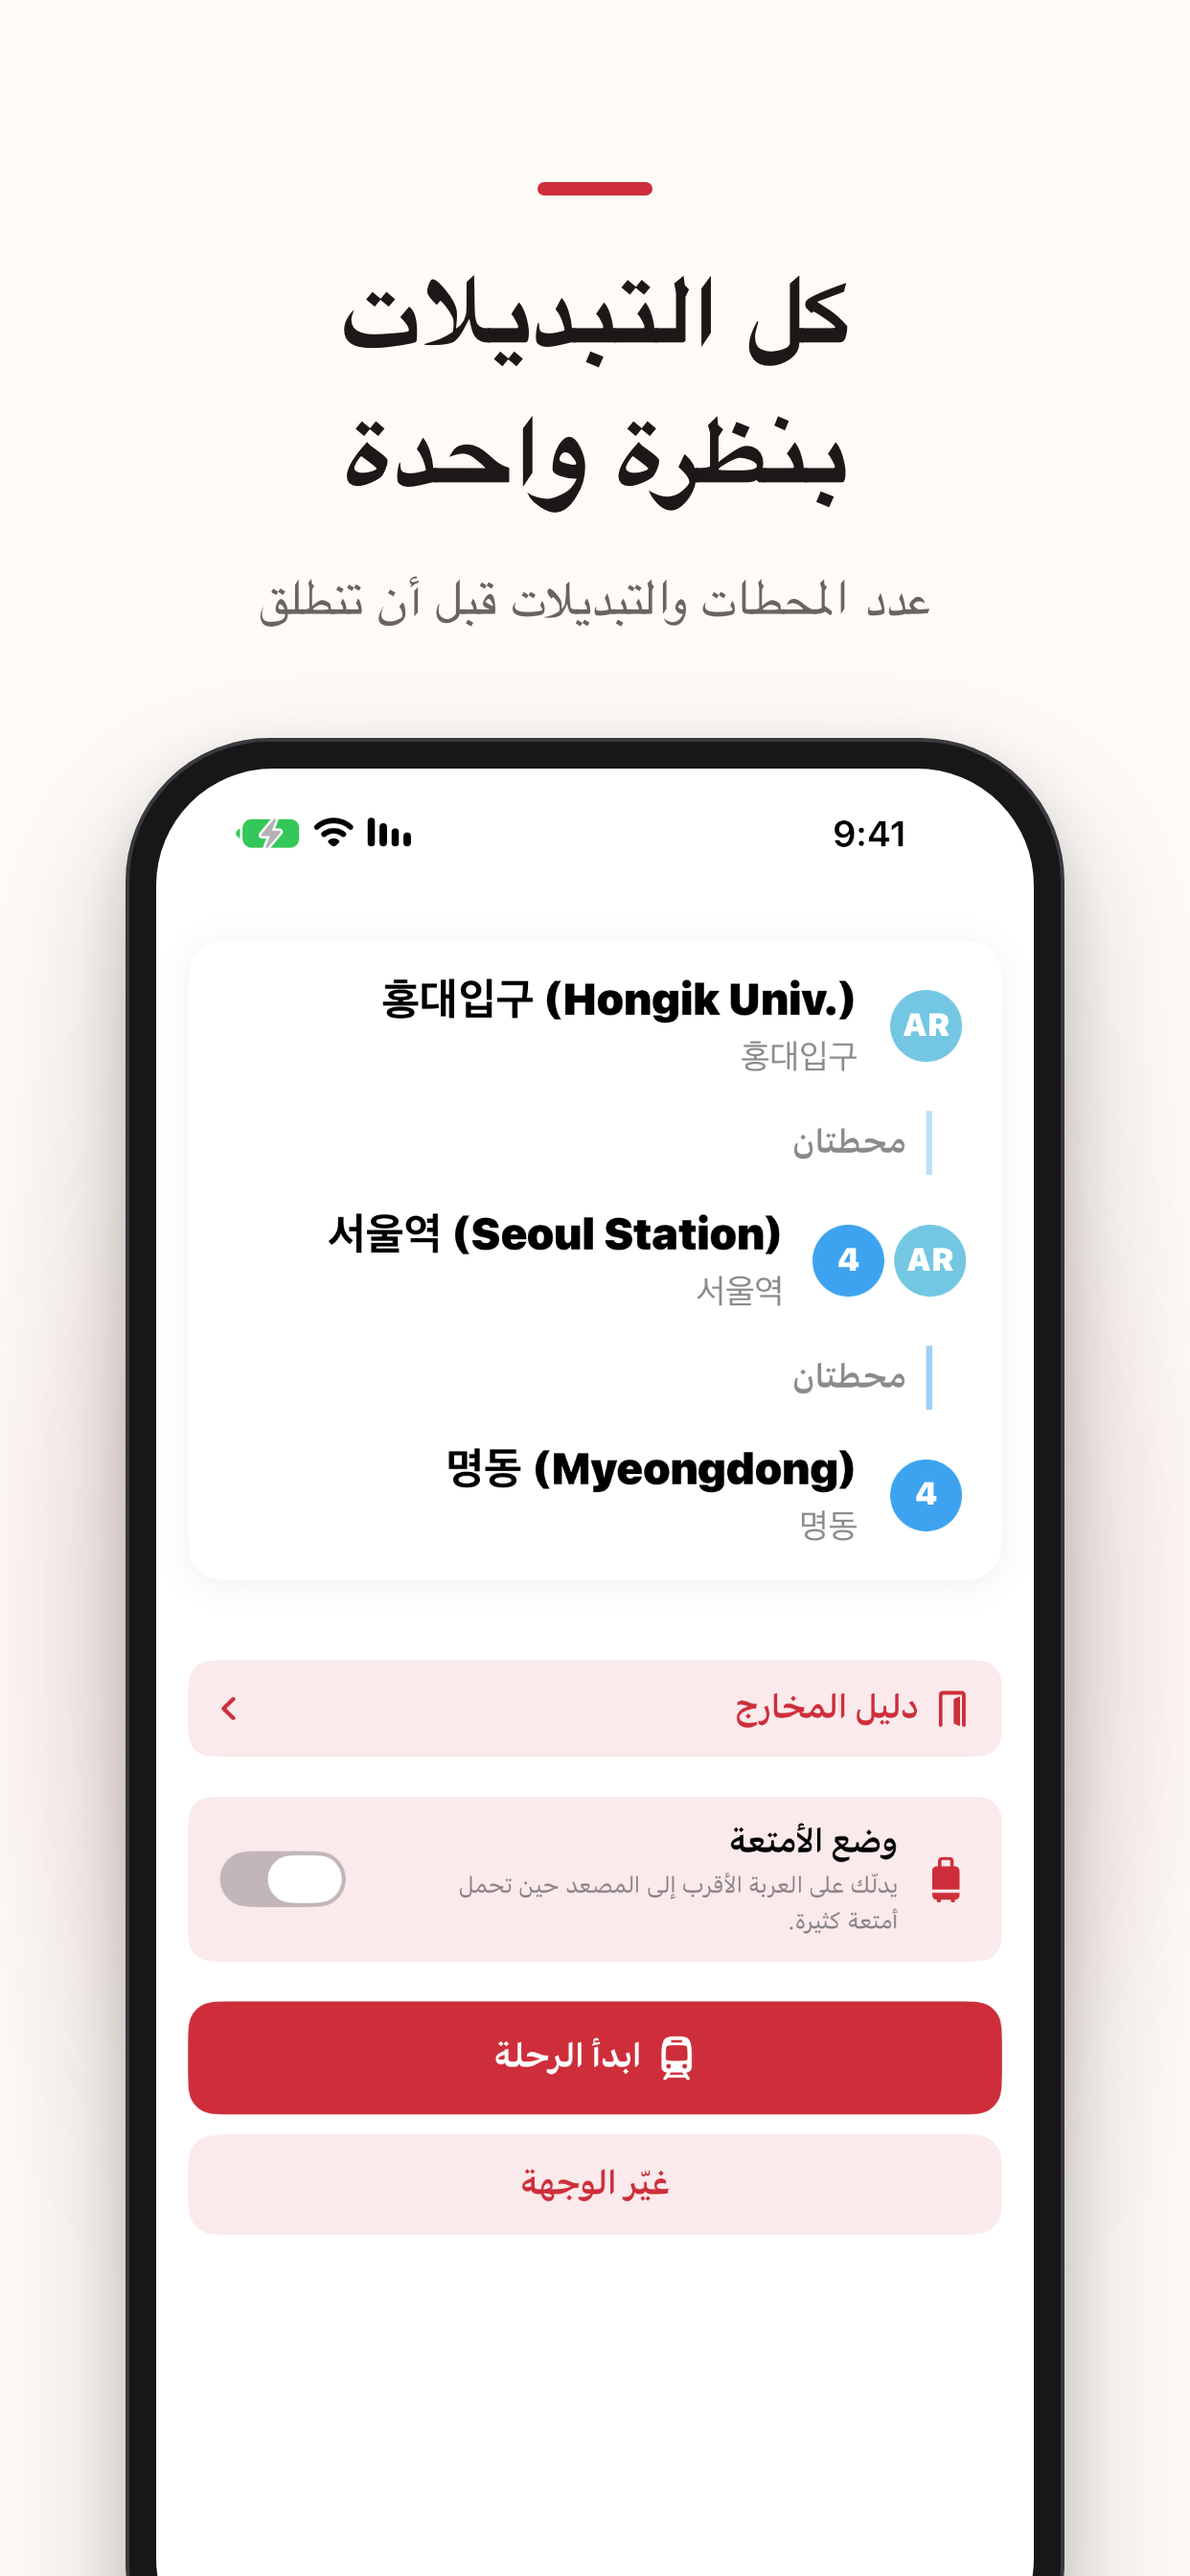 كل التبديلات
بنظرة واحدة
عدد المحطات والتبديلات قبل أن تنطلق
9:41
AR
홍대입구 (Hongik Univ.)
홍대입구
محطتان
AR 4
서울역 (Seoul Station)
서울역
محطتان
4
명동 (Myeongdong)
명동
دليل المخارج
وضع الأمتعة
يدلّك على العربة الأقرب إلى المصعد حين تحمل
أمتعة كثيرة.
ابدأ الرحلة
غيّر الوجهة